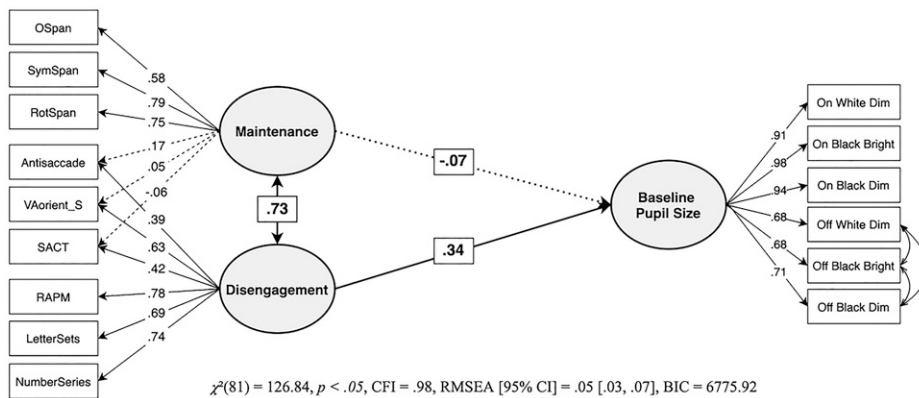 OSpan
SymSpan
RotSpan
Antisaccade
VAorient_S
SACT
RAPM
LetterSets
NumberSeries
.58
.79
.75
.17
.05
-.06
.39
.63
.42
.78
.69
.74
Maintenance
.73
Disengagement
-.07
.34
Baseline
Pupil Size
.91
.98
.94
.68
.68
.71
On White Dim
On Black Bright
On Black Dim
Off White Dim
Off Black Bright
Off Black Dim
χ²(81) = 126.84, p < .05, CFI = .98, RMSEA [95% CI] = .05 [.03, .07], BIC = 6775.92